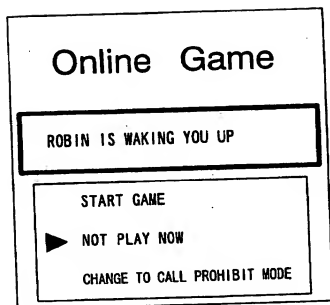 Online Game
ROBIN IS WAKING YOU UP
START GAME
NOT PLAY NOW
CHANGE TO CALL PROHIBIT MODE